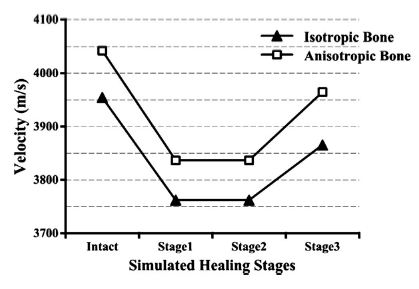 4100
4000
3900
3800
3700
Velocity (m/s)
Isotropic Bone
Anisotropic Bone
Intact Stage1 Stage2 Stage3
Simulated Healing Stages